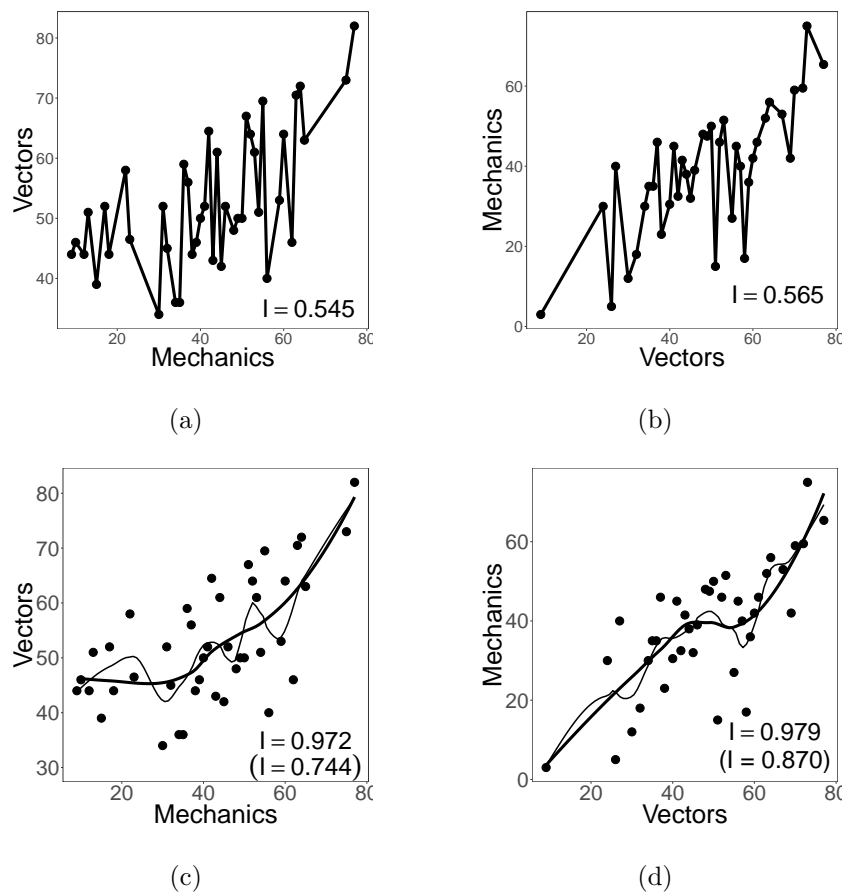 80
70
60
50
40
Vectors
I = 0.545
20 40 60 80
Mechanics
(a)
60
40
20
0
Mechanics
I = 0.565
20 40 60 80
Vectors
(b)
80
70
60
50
40
30
Vectors
I = 0.972
(I = 0.744)
20 40 60 80
Mechanics
(c)
60
40
20
0
Mechanics
I = 0.979
(I = 0.870)
20 40 60 80
Vectors
(d)